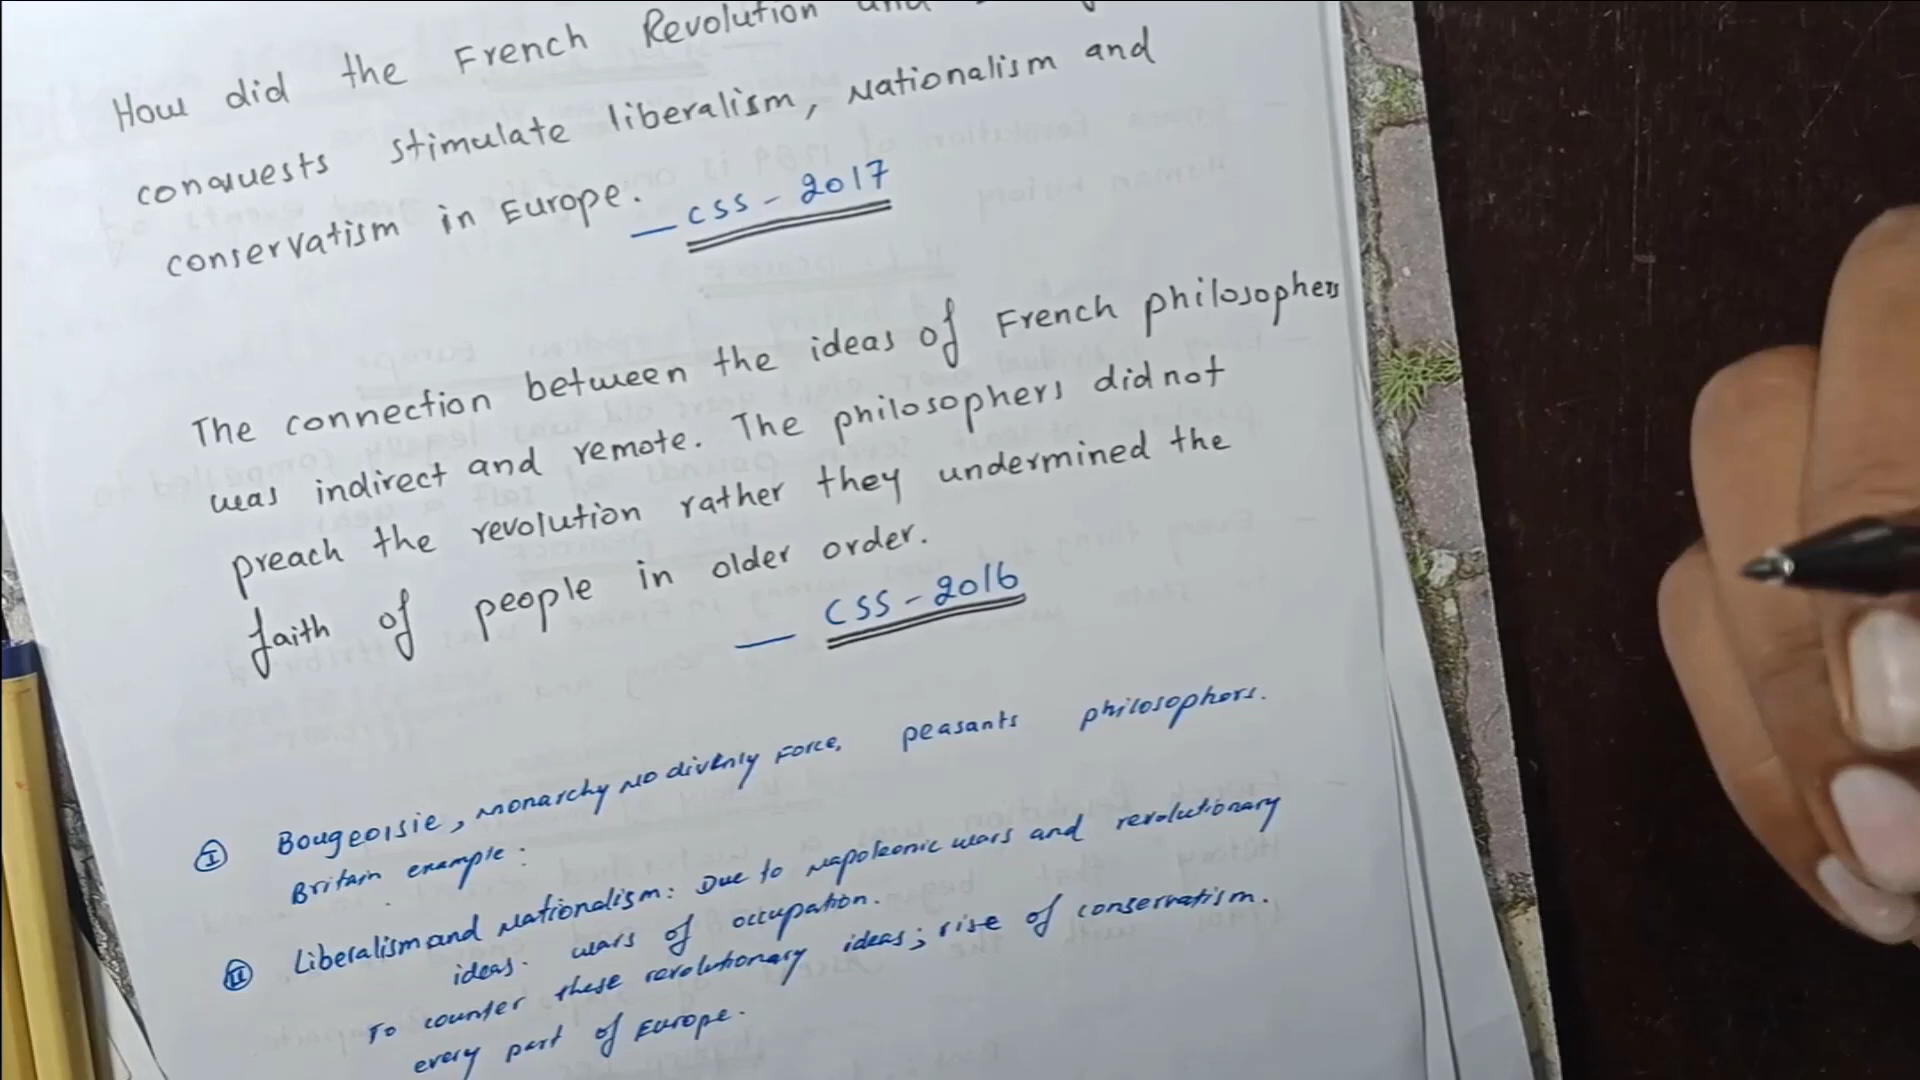 How did the French Revolution and
conquests stimulate liberalism, Nationalism and
conservatism in Europe. — CSS - 2017
The connection between the ideas of French philosophers
was indirect and remote. The philosophers did not
preach the revolution rather they undermined the
faith of people in older order.
— CSS - 2016
I Bougeoisie, Monarchy No divenly Force, peasants philosophers.
Britain example:
II Liberalism and Nationalism: Due to Napoleonic wars and revolutionary
ideas. wars of occupation.
To counter these revolutionary ideas; rise of conservatism.
every part of Europe.